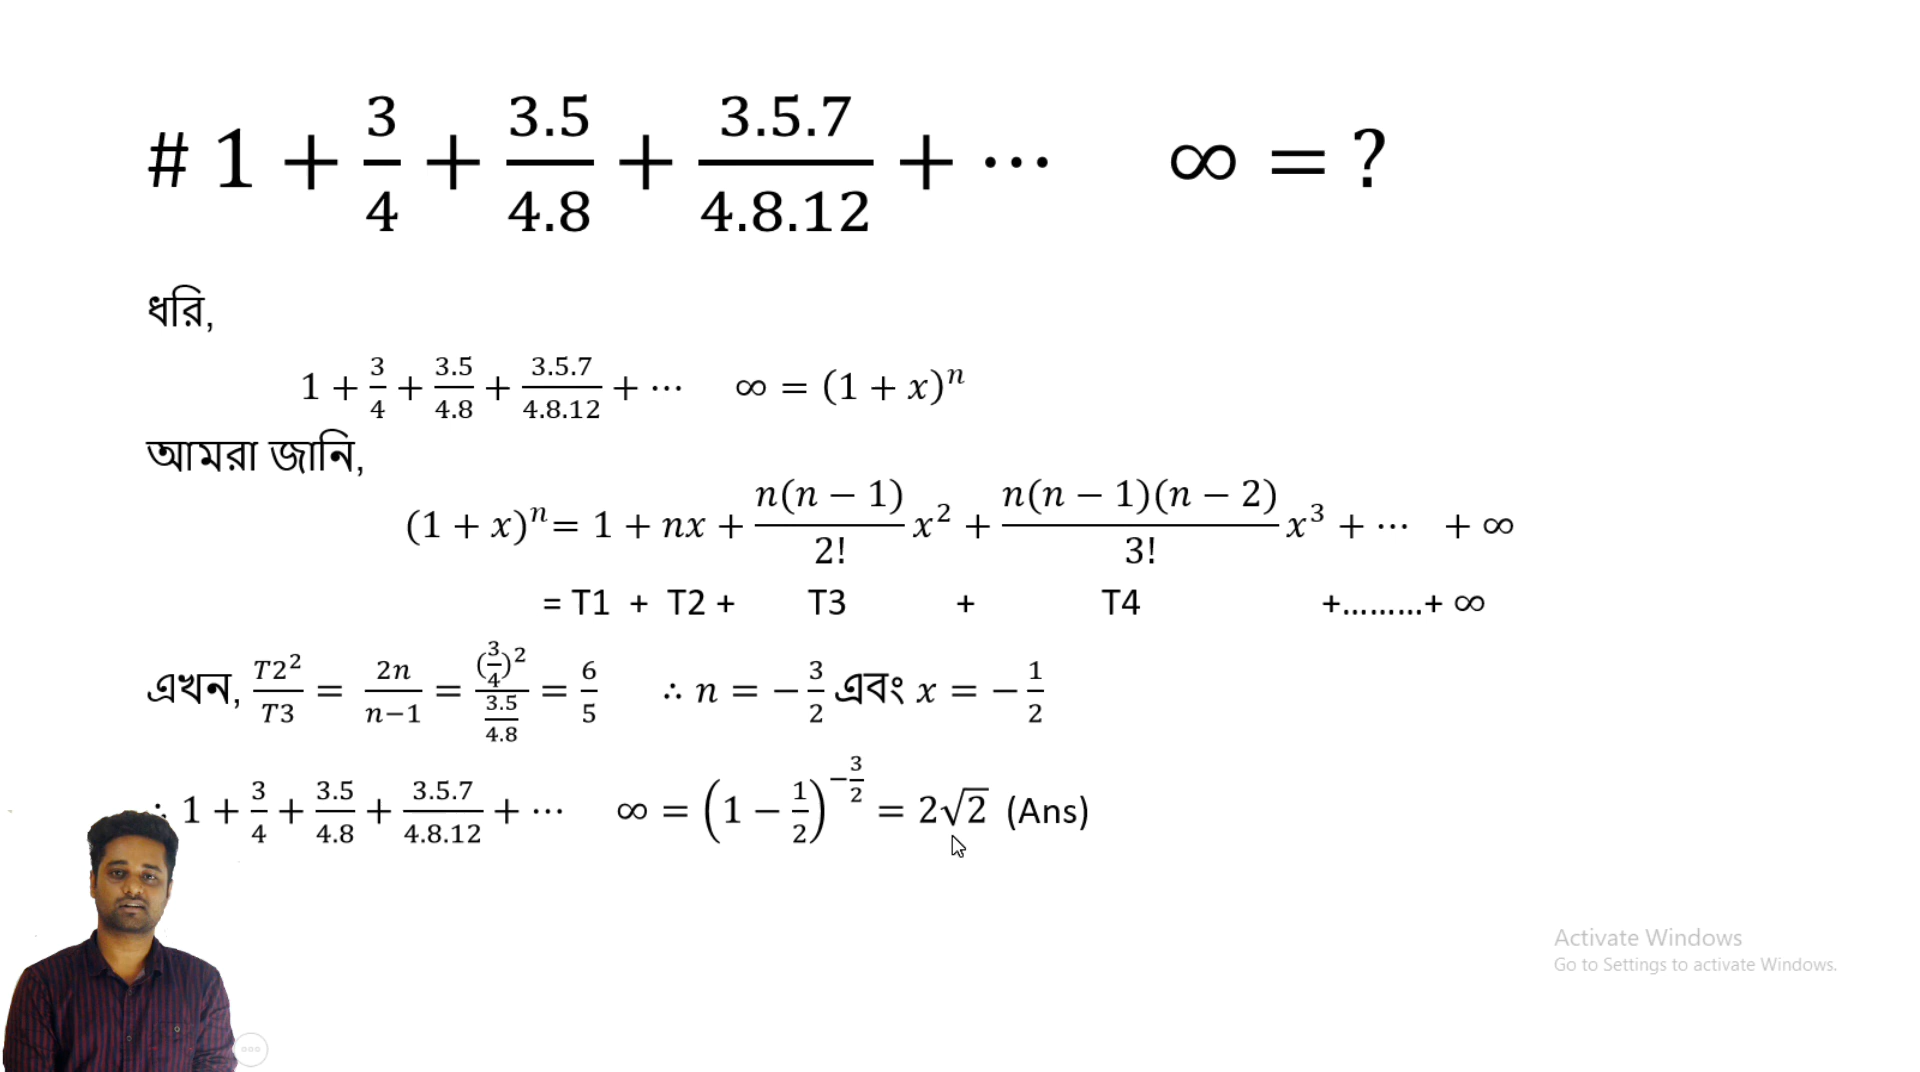 # 1 + 3/4 + 3.5/4.8 + 3.5.7/4.8.12 + ⋯ ∞ = ?
ধরি,
1 + 3/4 + 3.5/4.8 + 3.5.7/4.8.12 + ⋯ ∞ = (1 + x)ⁿ
আমরা জানি,
(1 + x)ⁿ = 1 + nx + n(n − 1)/2! x² + n(n − 1)(n − 2)/3! x³ + ⋯ + ∞
= T1 + T2 + T3 + T4 +.........+ ∞
এখন, T2²/T3 = 2n/n−1 = (3/4)²/(3.5/4.8) = 6/5 ∴ n = −3/2 এবং x = −1/2
∴ 1 + 3/4 + 3.5/4.8 + 3.5.7/4.8.12 + ⋯ ∞ = (1 − 1/2)^(−3/2) = 2√2 (Ans)
Activate Windows
Go to Settings to activate Windows.